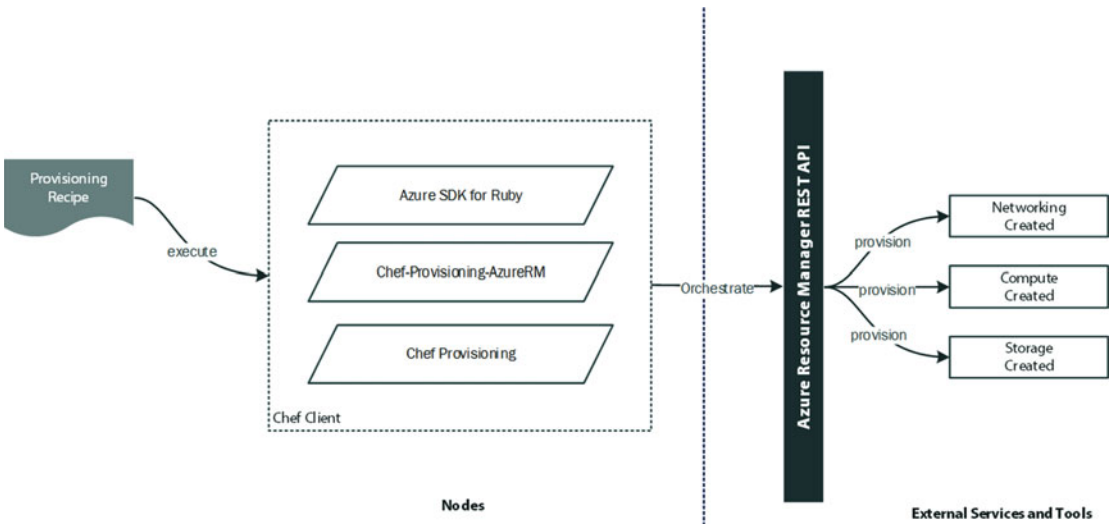 Provisioning
Recipe
execute
Azure SDK for Ruby
Chef-Provisioning-AzureRM
Chef Provisioning
Chef Client
Nodes
Orchestrate
Azure Resource Manager REST API
provision
provision
provision
Networking
Created
Compute
Created
Storage
Created
External Services and Tools